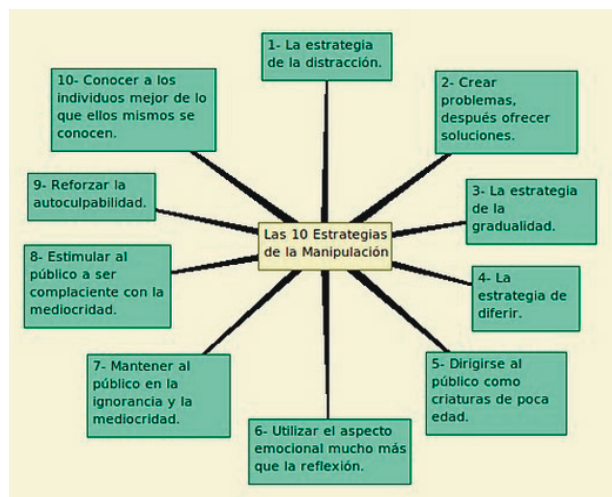 1- La estrategia
de la distracción.
2- Crear
problemas,
después ofrecer
soluciones.
3- La estrategia
de la
gradualidad.
4- La
estrategia de
diferir.
5- Dirigirse al
público como
criaturas de poca
edad.
6- Utilizar el aspecto
emocional mucho más
que la reflexión.
7- Mantener al
público en la
ignorancia y la
mediocridad.
8- Estimular al
público a ser
complaciente con la
mediocridad.
9- Reforzar la
autoculpabilidad.
10- Conocer a los
individuos mejor de lo
que ellos mismos se
conocen.
Las 10 Estrategias
de la Manipulación